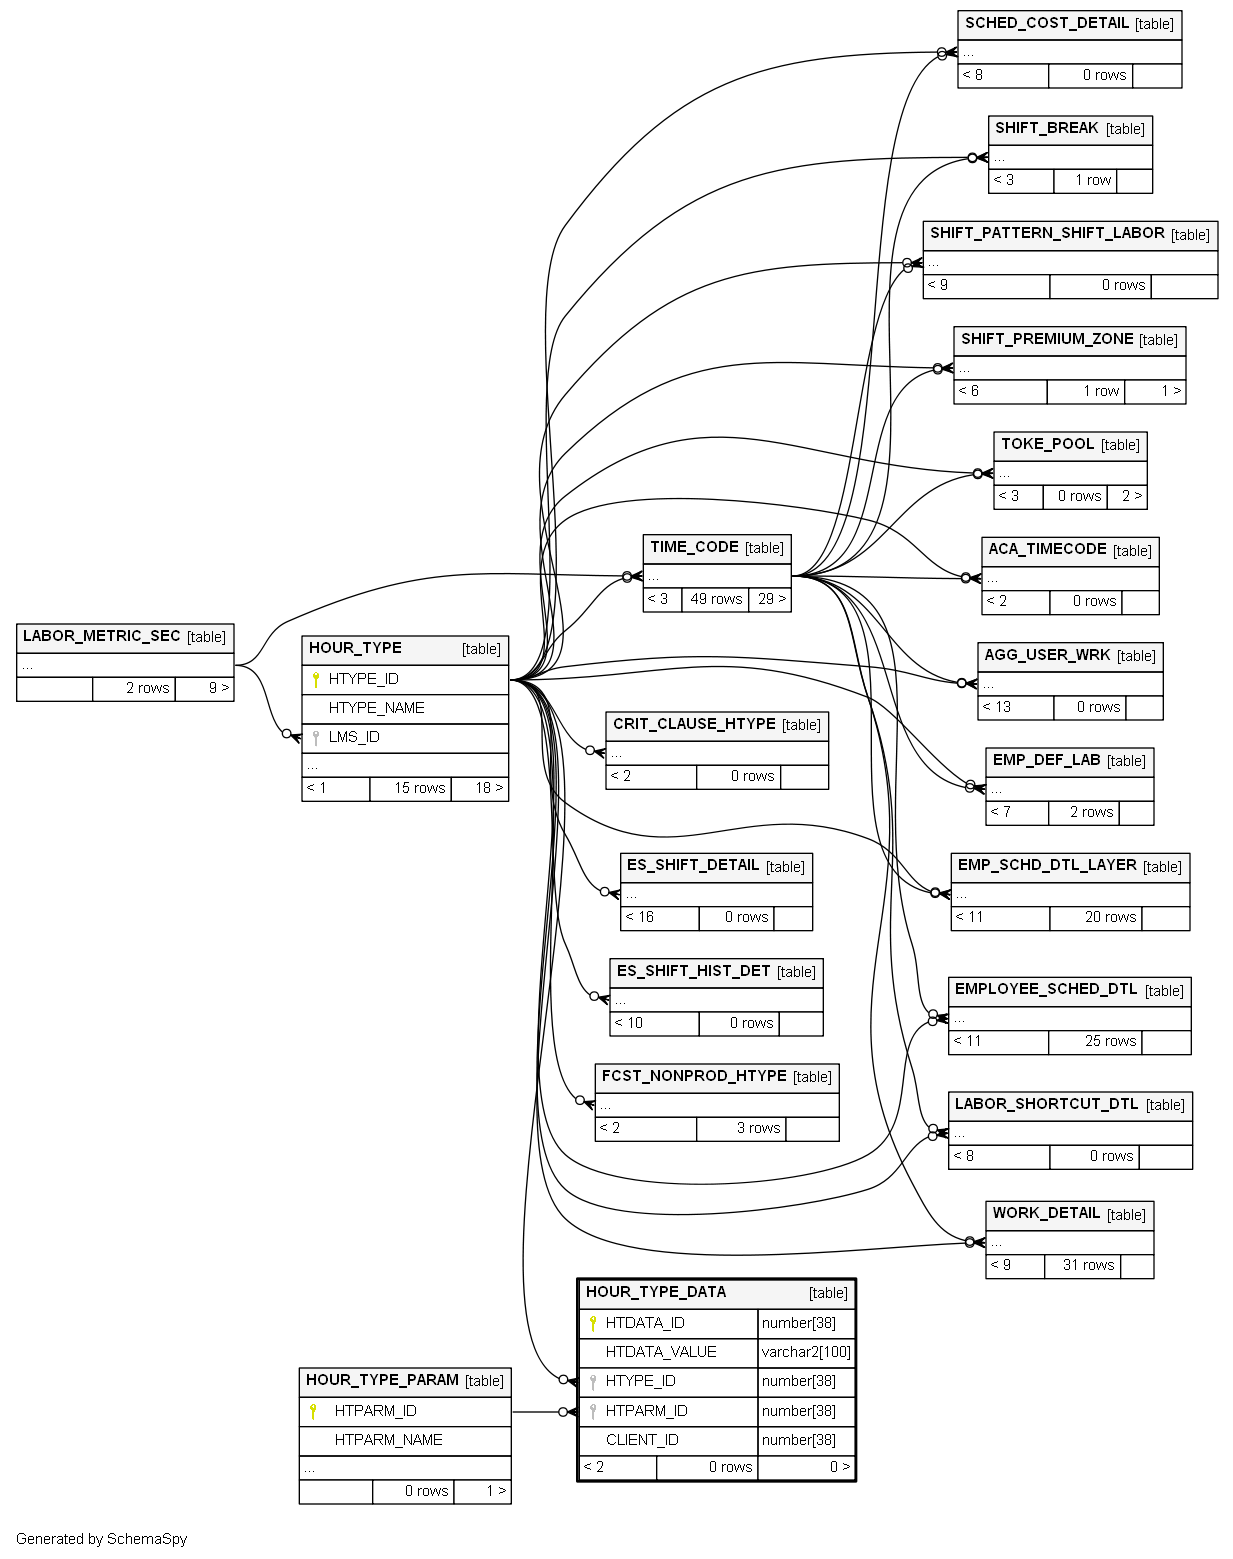 SCHED_COST_DETAIL [table]
...
< 8 0 rows
SHIFT_BREAK [table]
...
< 3 1 row
SHIFT_PATTERN_SHIFT_LABOR [table]
...
< 9 0 rows
SHIFT_PREMIUM_ZONE [table]
...
< 6 1 row 1 >
TOKE_POOL [table]
...
< 3 0 rows 2 >
TIME_CODE [table]
...
< 3 49 rows 29 >
ACA_TIMECODE [table]
...
< 2 0 rows
LABOR_METRIC_SEC [table]
...
2 rows 9 >
HOUR_TYPE [table]
HTYPE_ID
HTYPE_NAME
LMS_ID
...
< 1 15 rows 18 >
AGG_USER_WRK [table]
...
< 13 0 rows
CRIT_CLAUSE_HTYPE [table]
...
< 2 0 rows
EMP_DEF_LAB [table]
...
< 7 2 rows
ES_SHIFT_DETAIL [table]
...
< 16 0 rows
EMP_SCHD_DTL_LAYER [table]
...
< 11 20 rows
ES_SHIFT_HIST_DET [table]
...
< 10 0 rows
EMPLOYEE_SCHED_DTL [table]
...
< 11 25 rows
FCST_NONPROD_HTYPE [table]
...
< 2 3 rows
LABOR_SHORTCUT_DTL [table]
...
< 8 0 rows
WORK_DETAIL [table]
...
< 9 31 rows
HOUR_TYPE_DATA [table]
HTDATA_ID number[38]
HTDATA_VALUE varchar2[100]
HTYPE_ID number[38]
HTPARM_ID number[38]
CLIENT_ID number[38]
< 2 0 rows 0 >
HOUR_TYPE_PARAM [table]
HTPARM_ID
HTPARM_NAME
...
0 rows 1 >
Generated by SchemaSpy